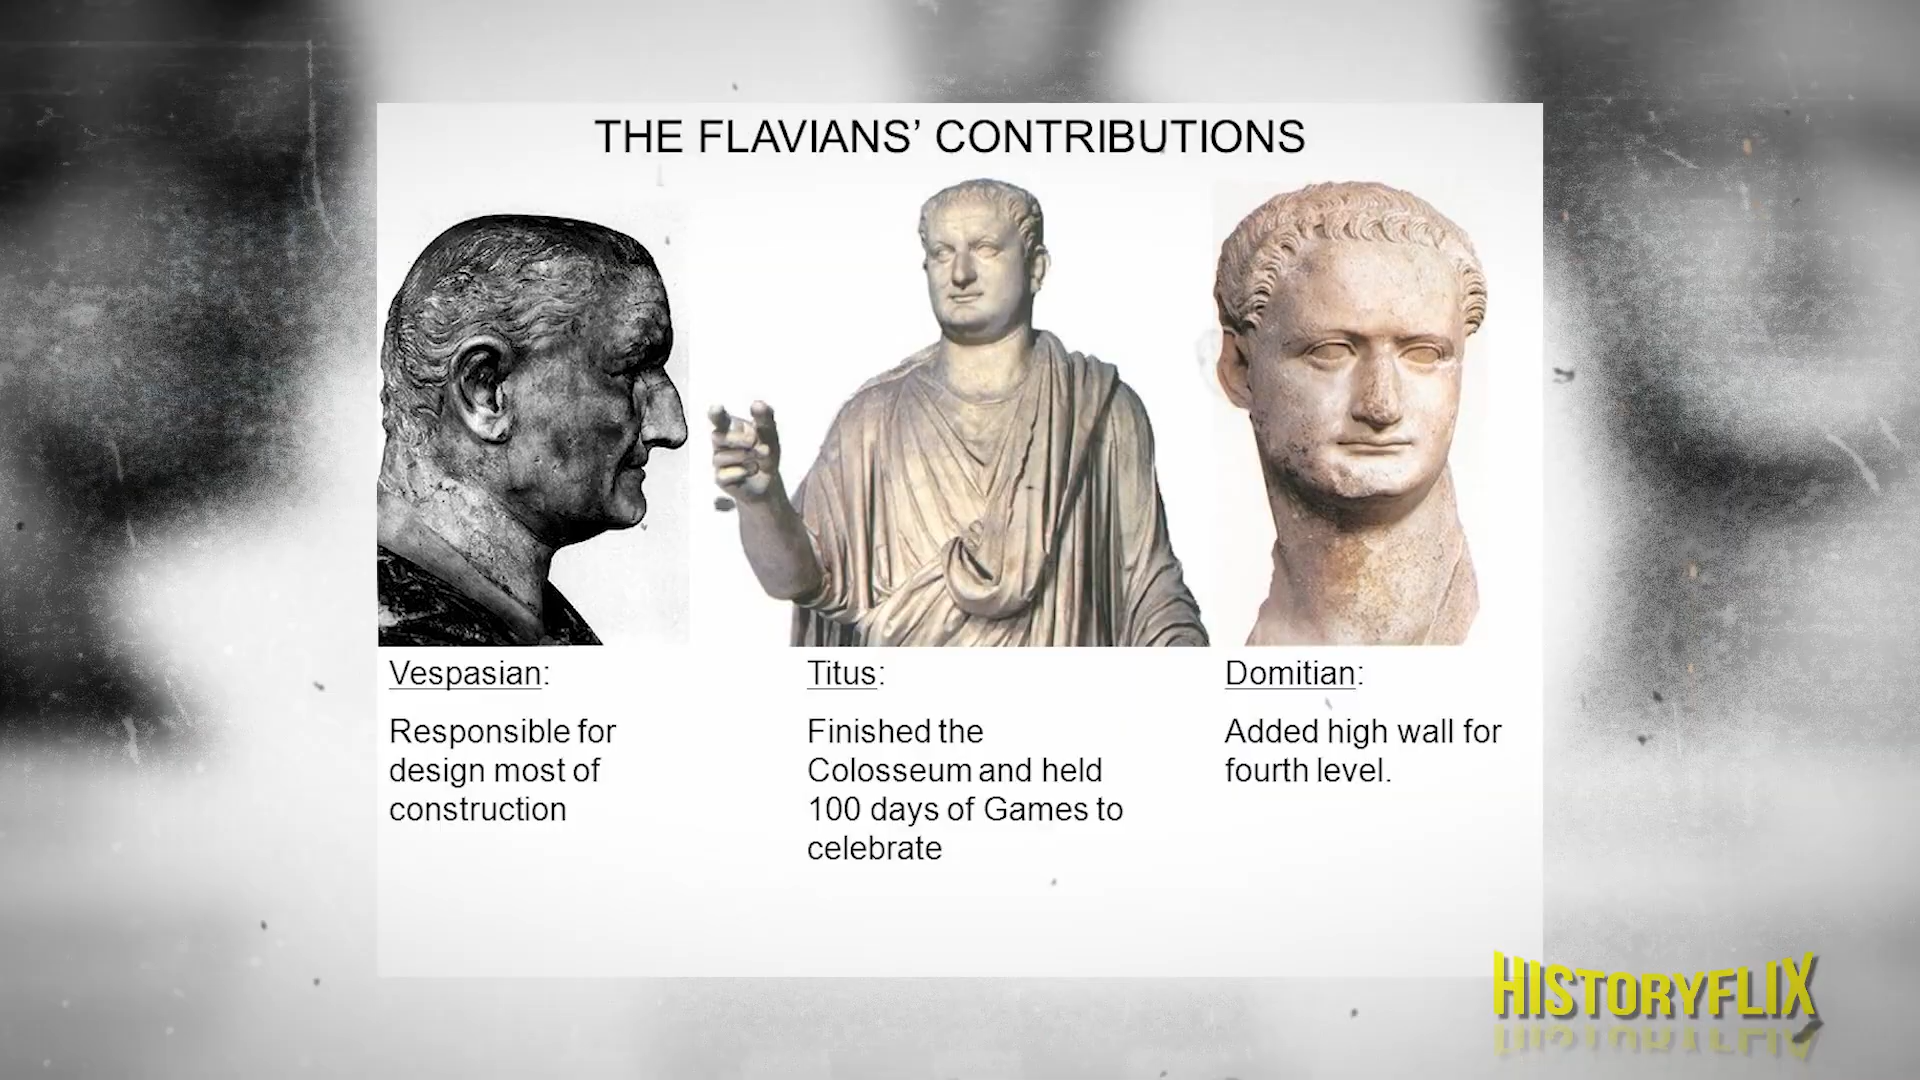 THE FLAVIANS’ CONTRIBUTIONS
Vespasian:
Responsible for
design most of
construction
Titus:
Finished the
Colosseum and held
100 days of Games to
celebrate
Domitian:
Added high wall for
fourth level.
HISTORYFLIX